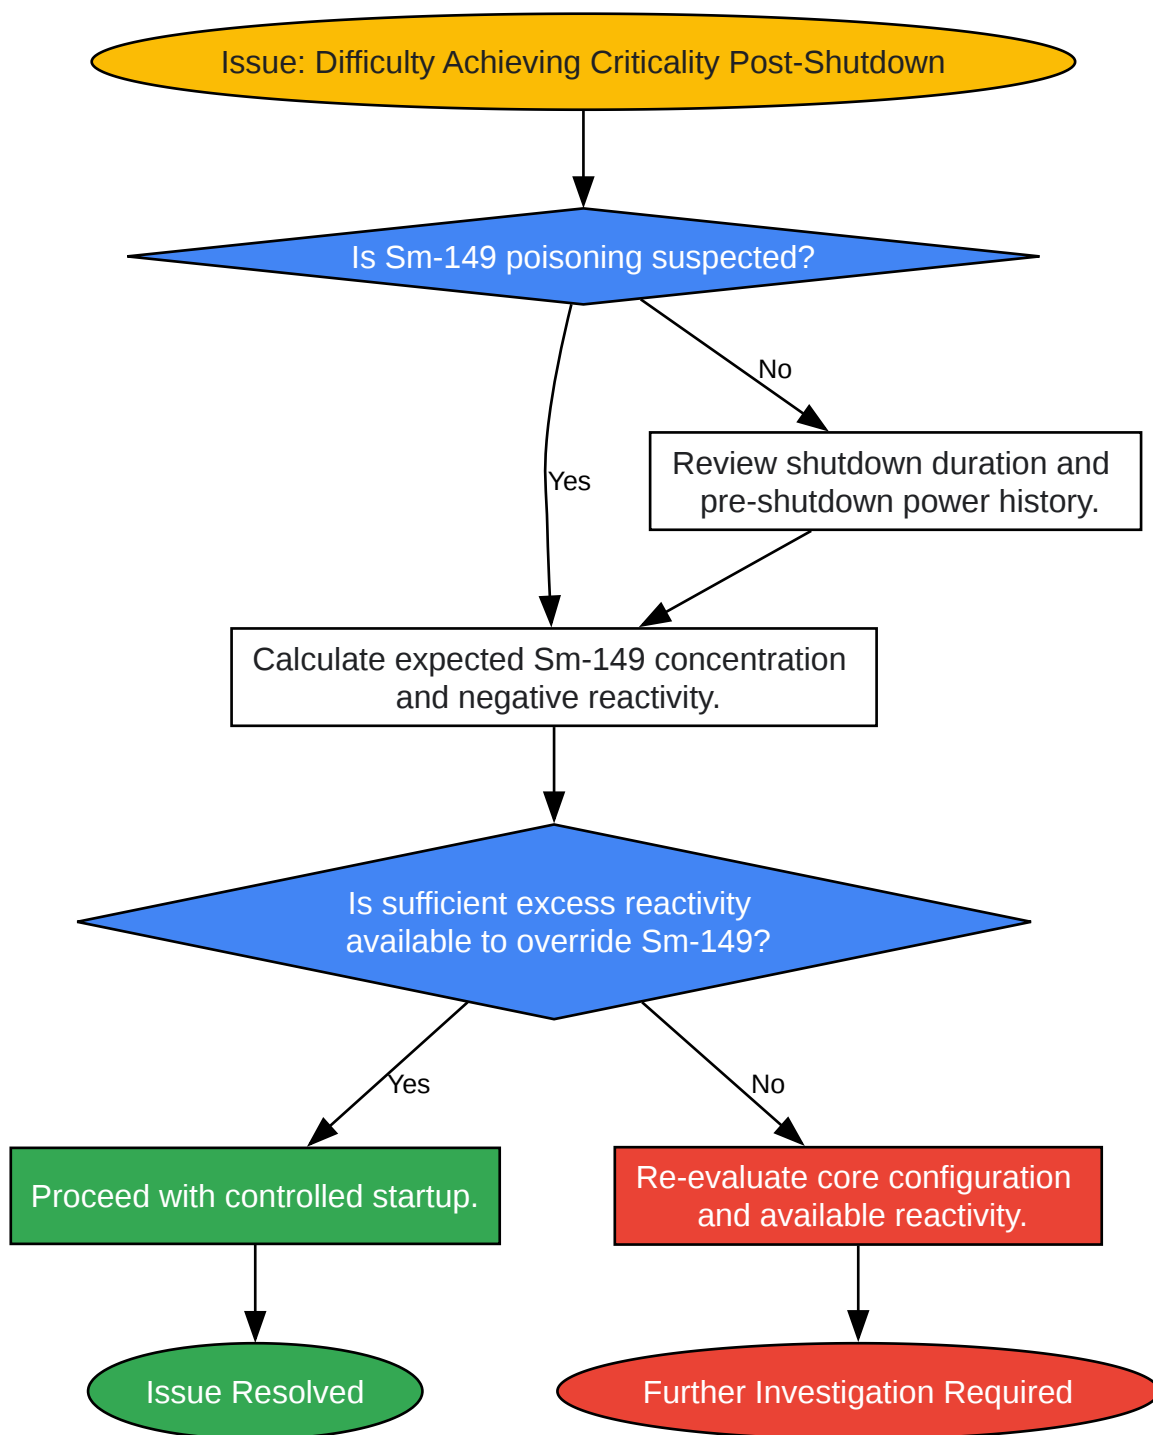 Issue: Difficulty Achieving Criticality Post-Shutdown
Is Sm-149 poisoning suspected?
No
Review shutdown duration and
pre-shutdown power history.
Yes
Calculate expected Sm-149 concentration
and negative reactivity.
Is sufficient excess reactivity
available to override Sm-149?
Yes
No
Proceed with controlled startup.
Re-evaluate core configuration
and available reactivity.
Issue Resolved
Further Investigation Required